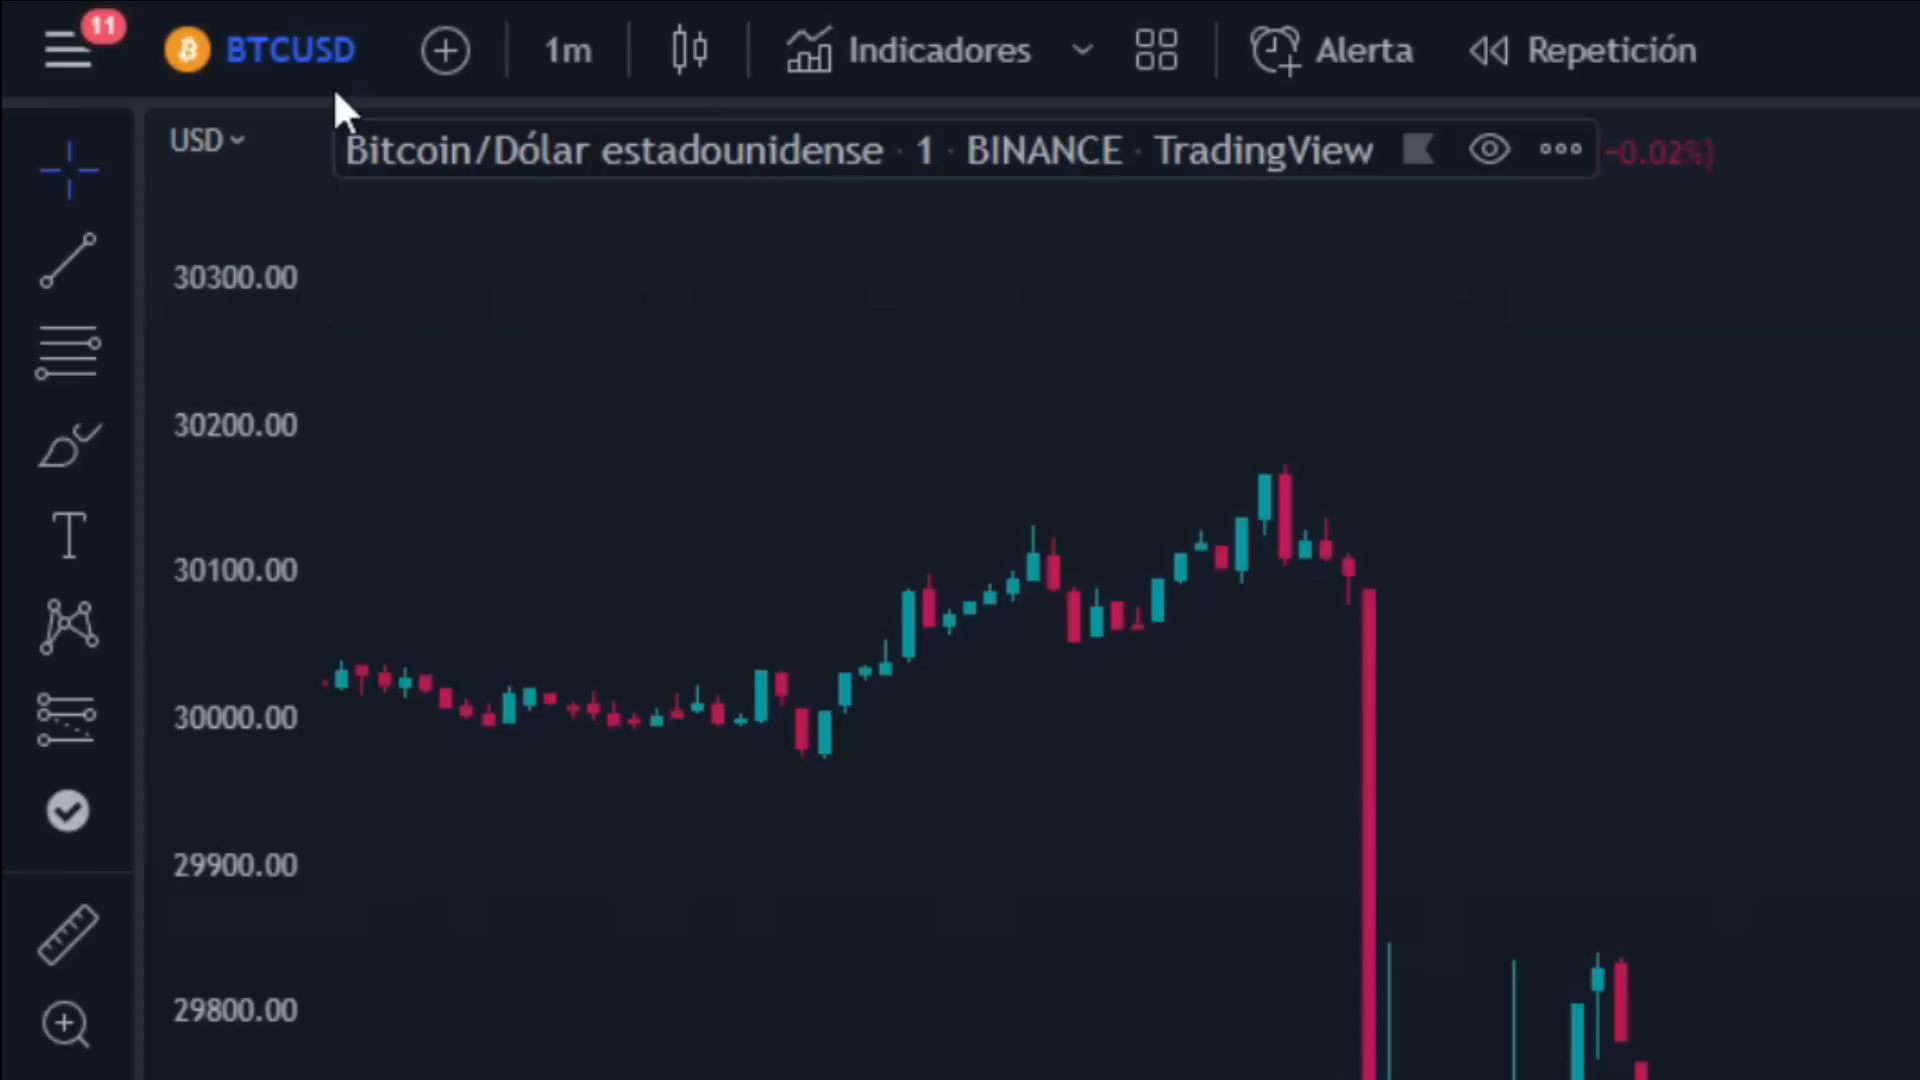 11
BTCUSD 1m Indicadores Alerta Repetición
USD
Bitcoin/Dólar estadounidense · 1 · BINANCE · TradingView −0.02%)
30300.00
30200.00
30100.00
30000.00
29900.00
29800.00